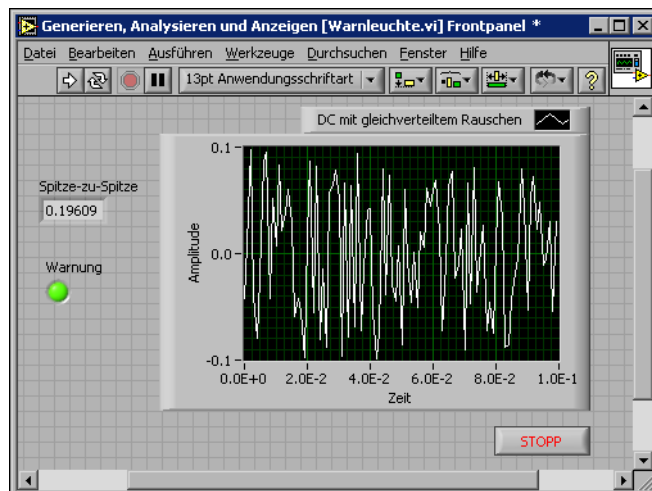 Generieren, Analysieren und Anzeigen [Warnleuchte.vi] Frontpanel *
Datei Bearbeiten Ausführen Werkzeuge Durchsuchen Fenster Hilfe
13pt Anwendungsschriftart
DC mit gleichverteiltem Rauschen
Spitze-zu-Spitze
0.19609
Warnung
Amplitude
0.1
0.0
-0.1
0.0E+0 2.0E-2 4.0E-2 6.0E-2 8.0E-2 1.0E-1
Zeit
STOPP